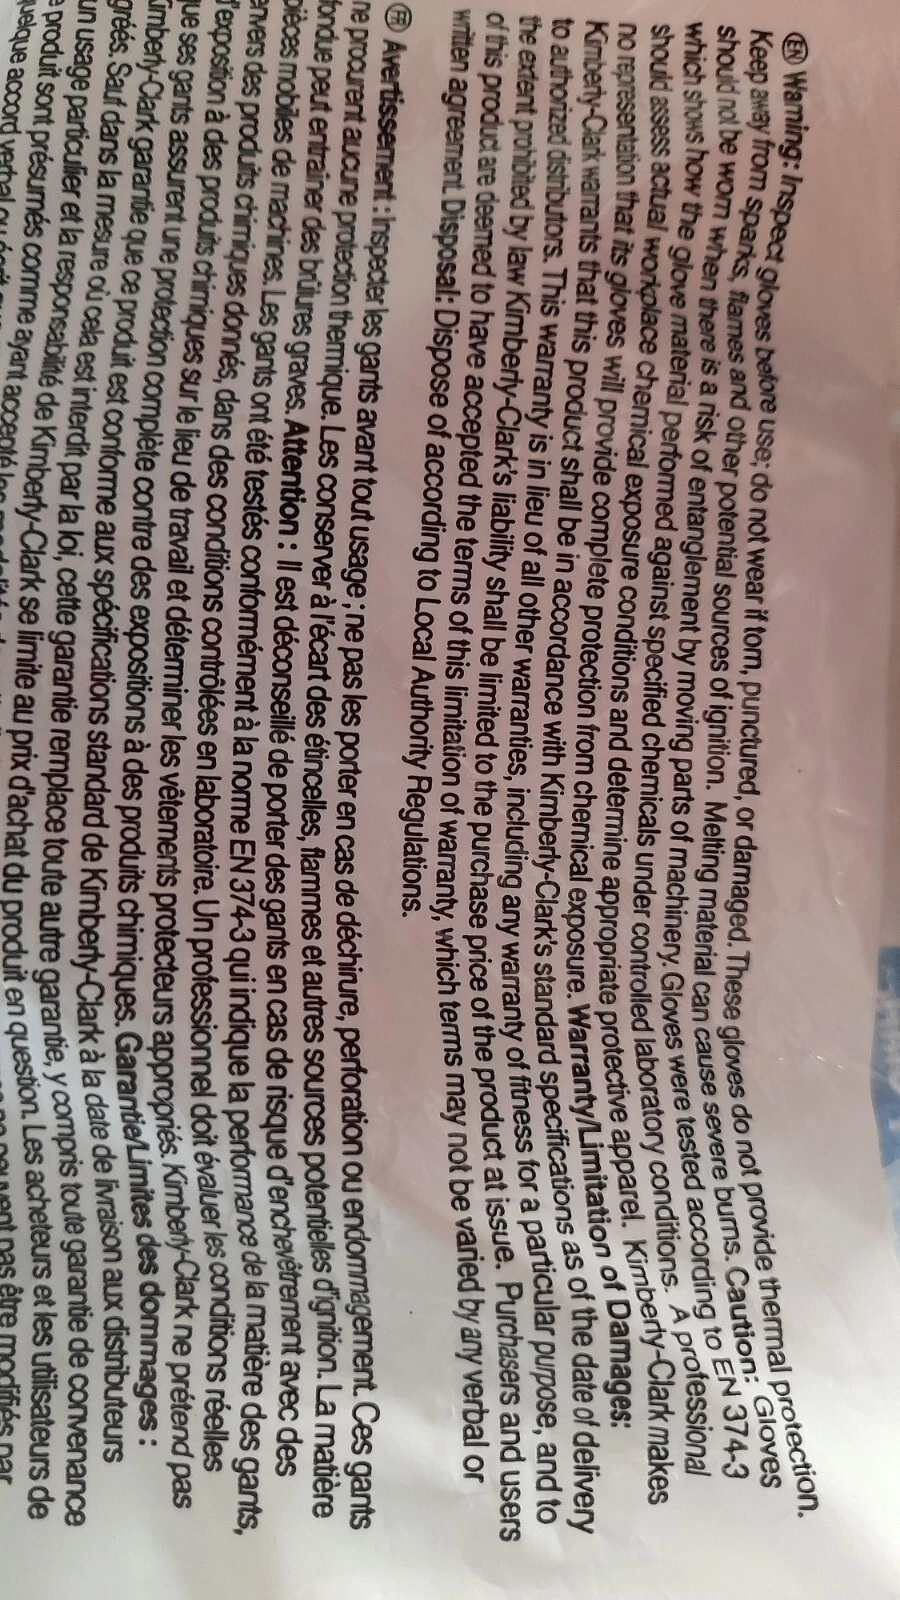 EN Warning: Inspect gloves before use; do not wear if torn, punctured, or damaged. These gloves do not provide thermal protection.
Keep away from sparks, flames and other potential sources of ignition. Melting material can cause severe burns. Caution: Gloves
should not be worn when there is a risk of entanglement by moving parts of machinery. Gloves were tested according to EN 374-3
which shows how the glove material performed against specified chemicals under controlled laboratory conditions. A professional
should assess actual workplace chemical exposure conditions and determine appropriate protective apparel. Kimberly-Clark makes
no representation that its gloves will provide complete protection from chemical exposure. Warranty/Limitation of Damages:
Kimberly-Clark warrants that this product shall be in accordance with Kimberly-Clark's standard specifications as of the date of delivery
to authorized distributors. This warranty is in lieu of all other warranties, including any warranty of fitness for a particular purpose, and to
the extent prohibited by law Kimberly-Clark's liability shall be limited to the purchase price of the product at issue. Purchasers and users
of this product are deemed to have accepted the terms of this limitation of warranty, which terms may not be varied by any verbal or
written agreement. Disposal: Dispose of according to Local Authority Regulations.
FR Avertissement : Inspecter les gants avant tout usage ; ne pas les porter en cas de déchirure, perforation ou endommagement. Ces gants
ne procurent aucune protection thermique. Les conserver à l'écart des étincelles, flammes et autres sources potentielles d'ignition. La matière
fondue peut entraîner des brûlures graves. Attention : Il est déconseillé de porter des gants en cas de risque d'enchevêtrement avec des
pièces mobiles de machines. Les gants ont été testés conformément à la norme EN 374-3 qui indique la performance de la matière des gants,
envers des produits chimiques donnés, dans des conditions contrôlées en laboratoire. Un professionnel doit évaluer les conditions réelles
d'exposition à des produits chimiques sur le lieu de travail et déterminer les vêtements protecteurs appropriés. Kimberly-Clark ne prétend pas
que ses gants assurent une protection complète contre des expositions à des produits chimiques. Garantie/Limites des dommages :
Kimberly-Clark garantie que ce produit est conforme aux spécifications standard de Kimberly-Clark à la date de livraison aux distributeurs
gréés. Sauf dans la mesure où cela est interdit par la loi, cette garantie remplace toute autre garantie, y compris toute garantie de convenance
un usage particulier et la responsabilité de Kimberly-Clark se limite au prix d'achat du produit en question. Les acheteurs et les utilisateurs de
produit sont présumés comme ayant accepté
quelque accord verbal ou peuvent pas être modifiés par